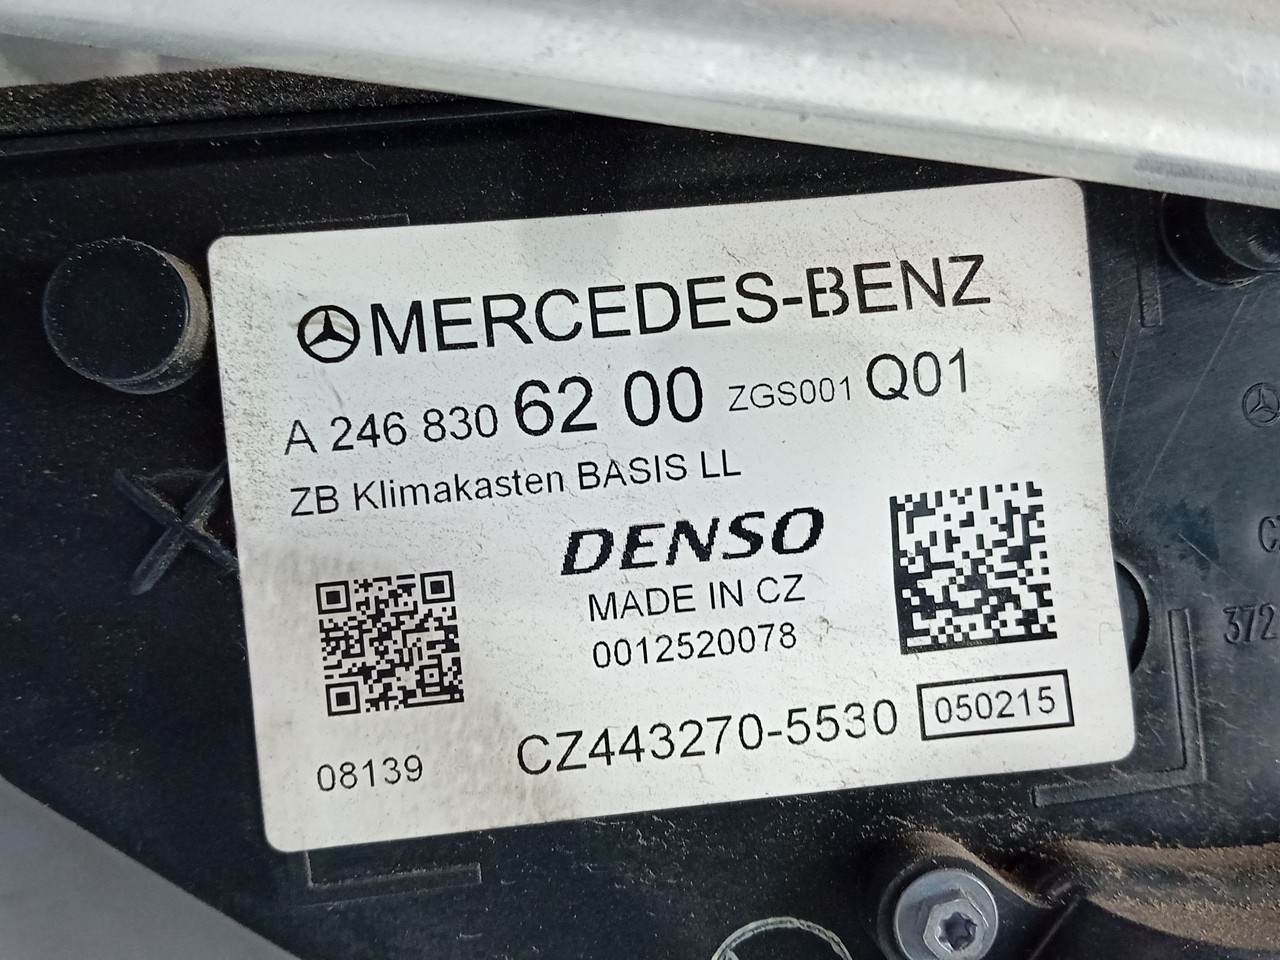 MERCEDES-BENZ
A 246 830 62 00 ZGS001 Q01
ZB Klimakasten BASIS LL
DENSO
MADE IN CZ
0012520078
CZ443270-5530 050215
08139
372